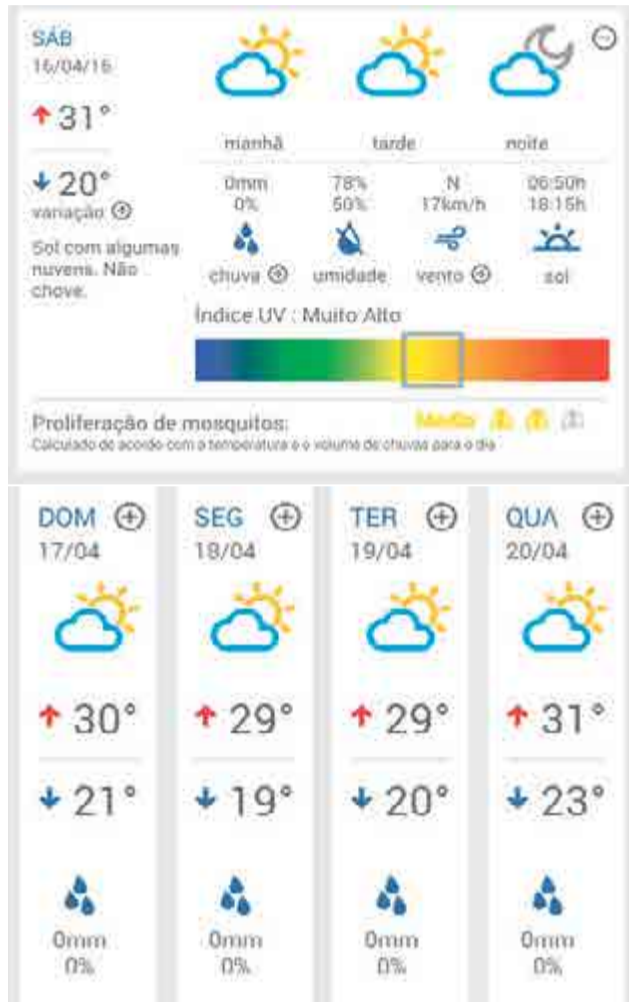 SÁB
16/04/16
31°
20°
variação
Sol com algumas
nuvens. Não
chove.
manhã tarde noite
0mm 78% N 06:50h
0% 50% 17km/h 18:15h
chuva umidade vento sol
Índice UV : Muito Alto
Proliferação de mosquitos: Médio
Calculado de acordo com a temperatura e o volume de chuvas para o dia
DOM SEG TER QUA
17/04 18/04 19/04 20/04
30° 29° 29° 31°
21° 19° 20° 23°
0mm 0mm 0mm 0mm
0% 0% 0% 0%